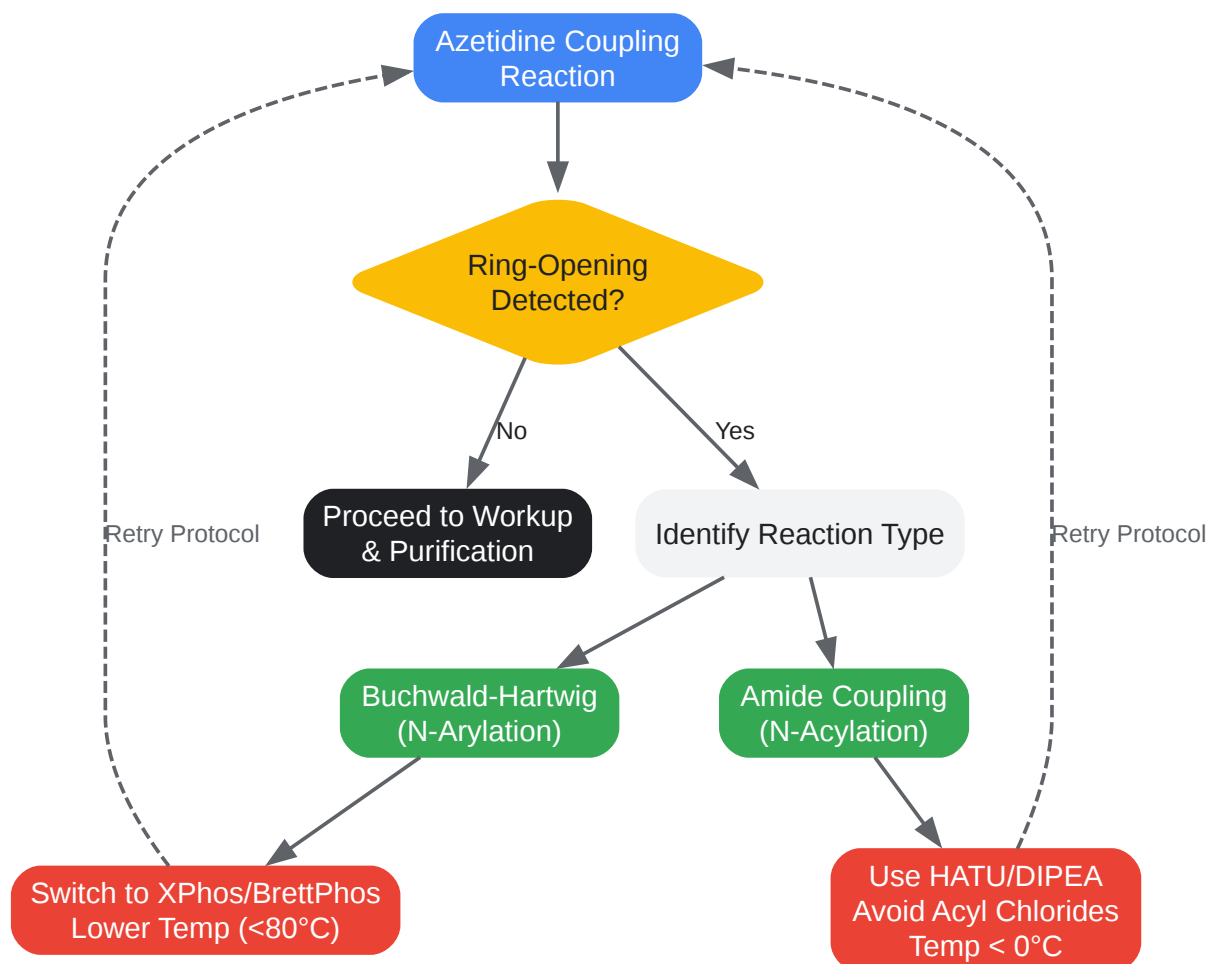 Azetidine Coupling
Reaction
Ring-Opening
Detected?
No
Yes
Proceed to Workup
& Purification
Identify Reaction Type
Retry Protocol
Retry Protocol
Buchwald-Hartwig
(N-Arylation)
Amide Coupling
(N-Acylation)
Switch to XPhos/BrettPhos
Lower Temp (<80°C)
Use HATU/DIPEA
Avoid Acyl Chlorides
Temp < 0°C